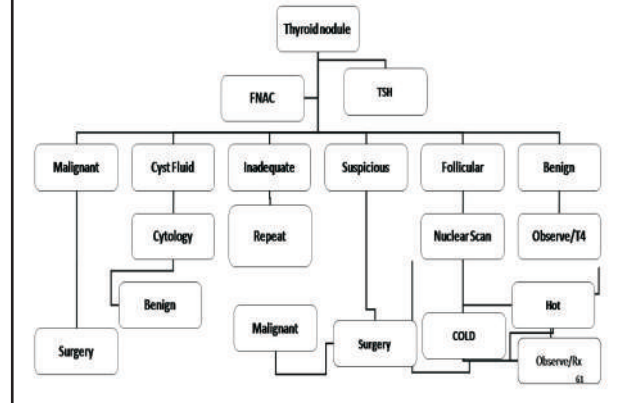 Thyroid nodule
FNAC
TSH
Malignant
Cyst Fluid
Inadequate
Suspicious
Follicular
Benign
Cytology
Repeat
Nuclear Scan
Observe/T4
Benign
Hot
Malignant
Surgery
COLD
Surgery
Observe/Rx
61